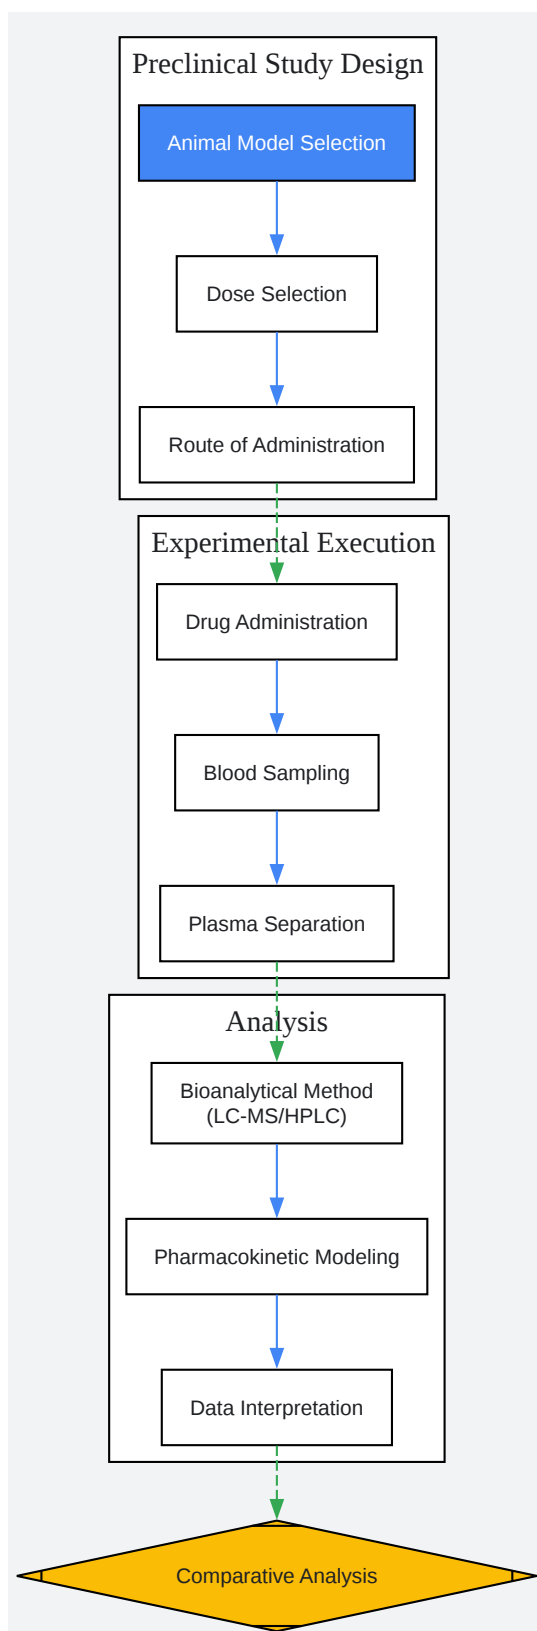 Preclinical Study Design
Animal Model Selection
Dose Selection
Route of Administration
Experimental Execution
Drug Administration
Blood Sampling
Plasma Separation
Analysis
Bioanalytical Method
(LC-MS/HPLC)
Pharmacokinetic Modeling
Data Interpretation
Comparative Analysis